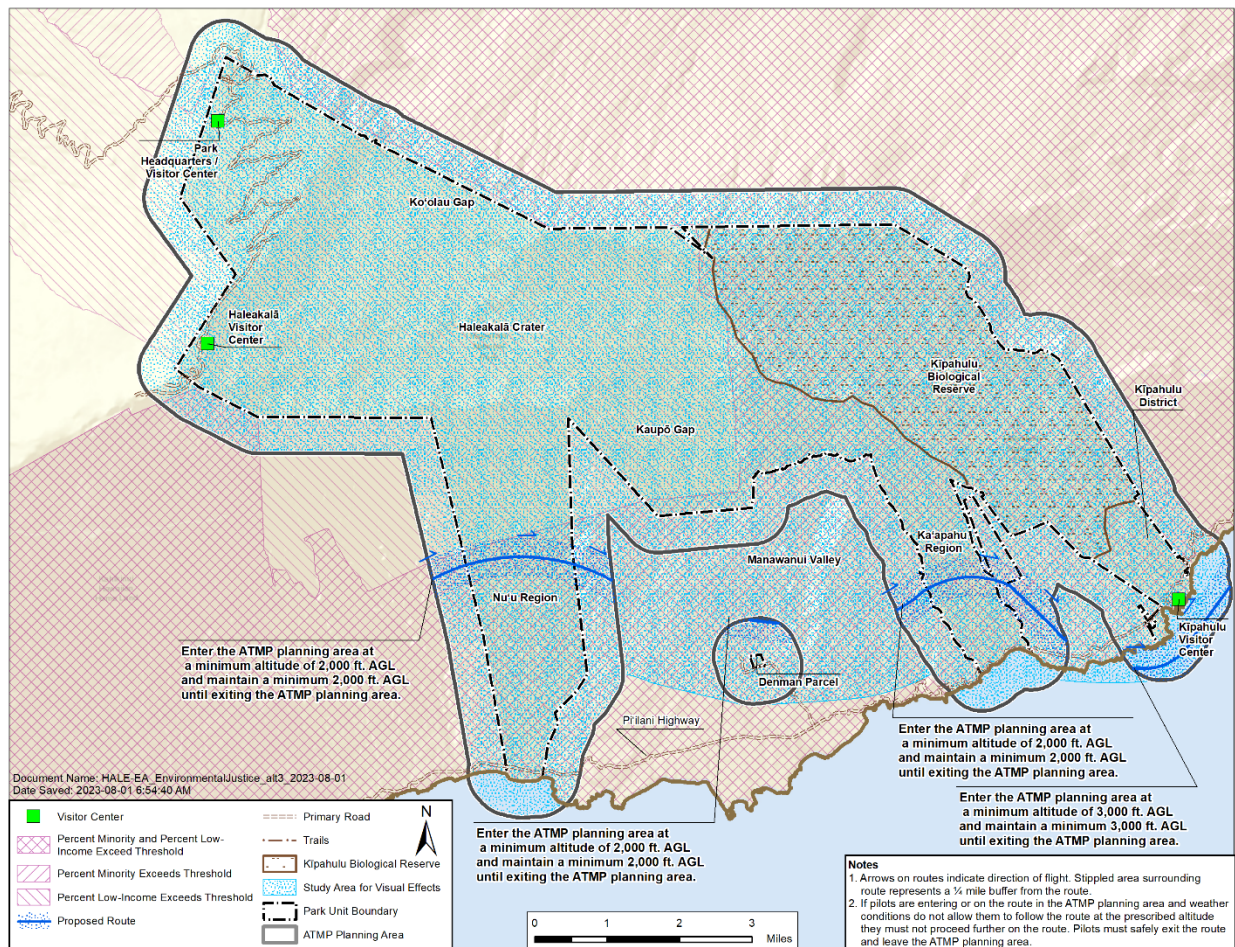 Park
Headquarters /
Visitor Center
Ko'olau Gap
Haleakalā
Visitor
Center
Haleakalā Crater
Kīpahulu
Biological
Reserve
Kīpahulu
District
Kaupō Gap
Ka'apahu
Region
Manawanui Valley
Nu'u Region
Kīpahulu
Visitor
Center
Denman Parcel
Pi'ilani Highway
Enter the ATMP planning area at
a minimum altitude of 2,000 ft. AGL
and maintain a minimum 2,000 ft. AGL
until exiting the ATMP planning area.
Enter the ATMP planning area at
a minimum altitude of 2,000 ft. AGL
and maintain a minimum 2,000 ft. AGL
until exiting the ATMP planning area.
Enter the ATMP planning area at
a minimum altitude of 2,000 ft. AGL
and maintain a minimum 2,000 ft. AGL
until exiting the ATMP planning area.
Enter the ATMP planning area at
a minimum altitude of 3,000 ft. AGL
and maintain a minimum 3,000 ft. AGL
until exiting the ATMP planning area.
Document Name: HALE-EA_EnvironmentalJustice_alt3_2023-08-01
Date Saved: 2023-08-01 6:54:40 AM
Visitor Center
Percent Minority and Percent Low-
Income Exceed Threshold
Percent Minority Exceeds Threshold
Percent Low-Income Exceeds Threshold
Proposed Route
Primary Road
Trails
Kīpahulu Biological Reserve
Study Area for Visual Effects
Park Unit Boundary
ATMP Planning Area
N
0 1 2 3
Miles
Notes
1. Arrows on routes indicate direction of flight. Stippled area surrounding
route represents a ¼ mile buffer from the route.
2. If pilots are entering or on the route in the ATMP planning area and weather
conditions do not allow them to follow the route at the prescribed altitude
they must not proceed further on the route. Pilots must safely exit the route
and leave the ATMP planning area.